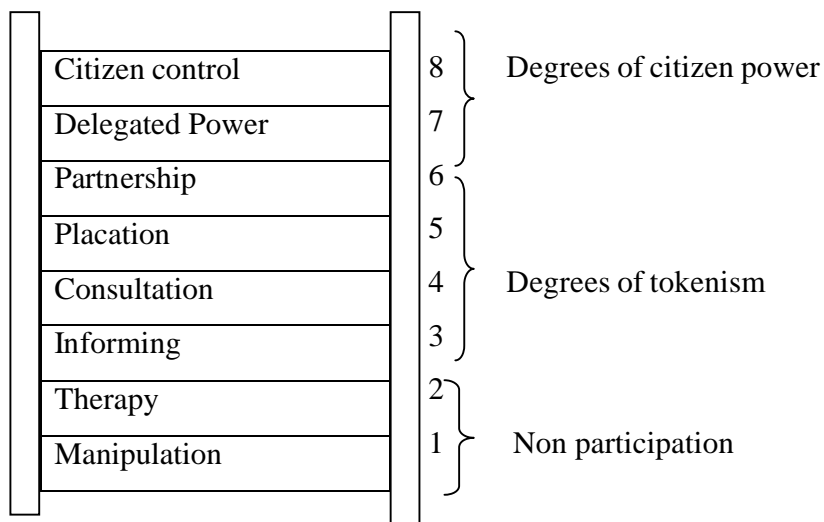 Citizen control 8 Degrees of citizen power
Delegated Power 7
Partnership 6
Placation 5
Consultation 4 Degrees of tokenism
Informing 3
Therapy 2
Manipulation 1 Non participation